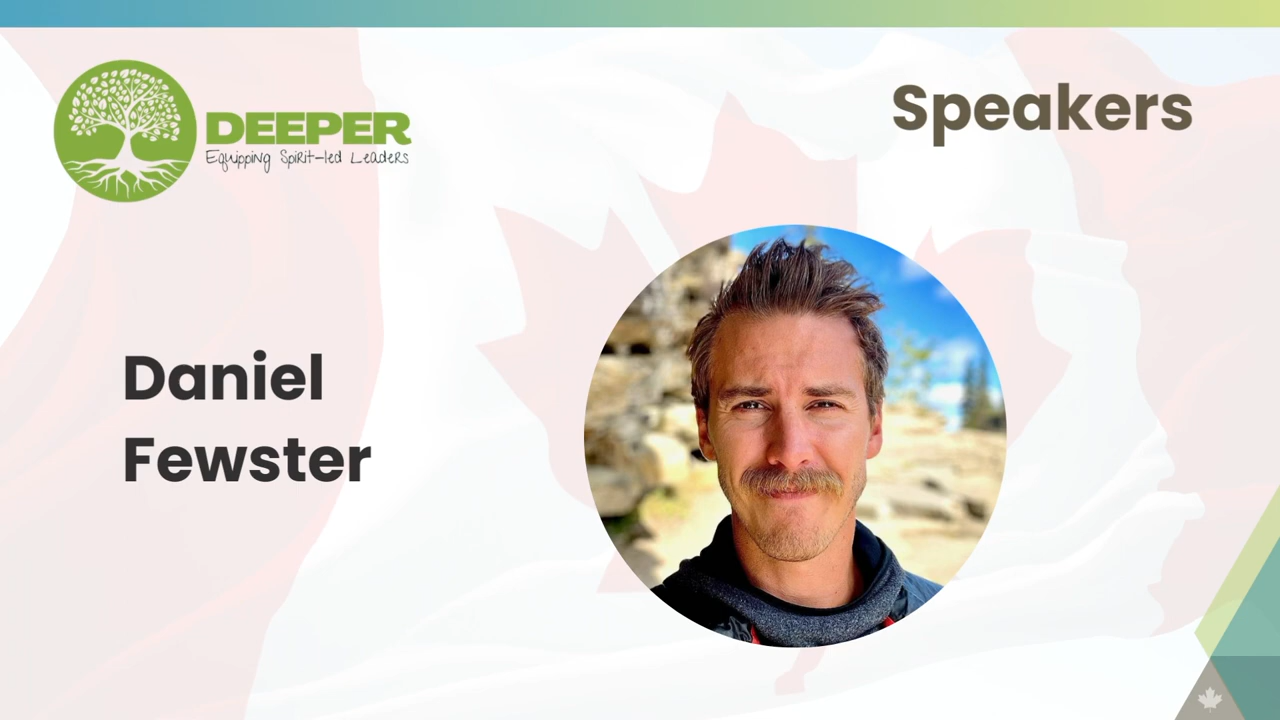 DEEPER
Equipping Spirit-led Leaders
Speakers
Daniel
Fewster